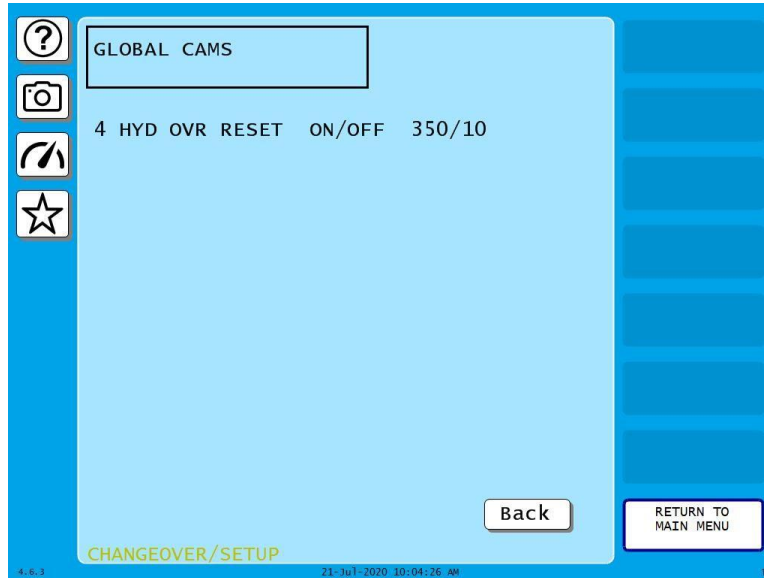 GLOBAL CAMS
4 HYD OVR RESET ON/OFF 350/10
Back
RETURN TO
MAIN MENU
CHANGEOVER/SETUP
4.6.3
21-Jul-2020 10:04:26 AM